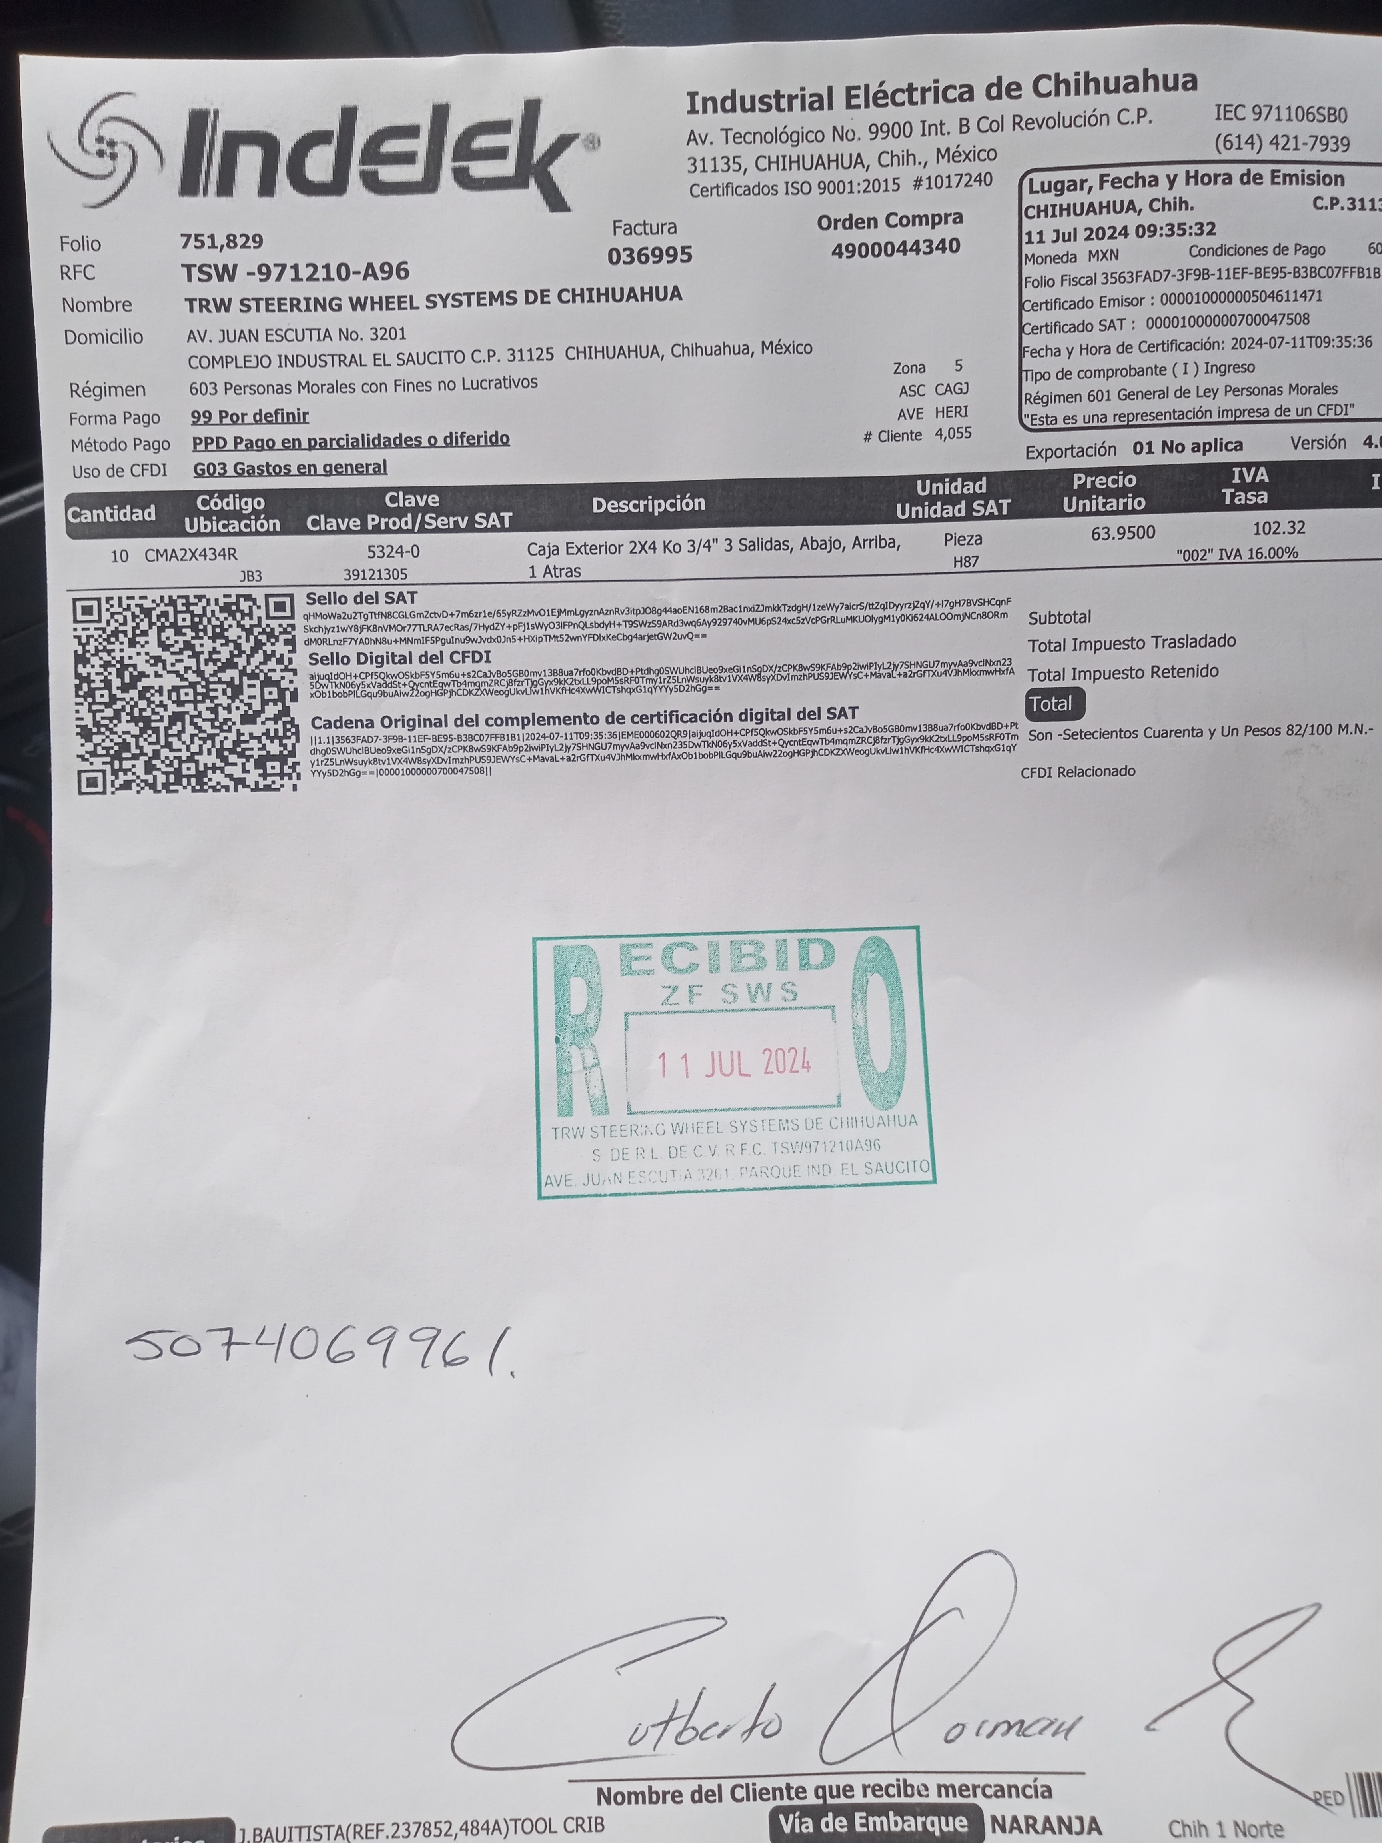 Indelek®
Industrial Eléctrica de Chihuahua
Av. Tecnológico No. 9900 Int. B Col Revolución C.P.
31135, CHIHUAHUA, Chih., México
Certificados ISO 9001:2015 #1017240
IEC 971106SB0
(614) 421-7939
Lugar, Fecha y Hora de Emision
CHIHUAHUA, Chih. C.P.3113
11 Jul 2024 09:35:32
Moneda MXN Condiciones de Pago 60
Folio Fiscal 3563FAD7-3F9B-11EF-BE95-B3BC07FFB1B
Certificado Emisor : 00001000000504611471
Certificado SAT : 00001000000700047508
Fecha y Hora de Certificación: 2024-07-11T09:35:36
Tipo de comprobante ( I ) Ingreso
Régimen 601 General de Ley Personas Morales
"Esta es una representación impresa de un CFDI"
Exportación 01 No aplica Versión 4.
Folio 751,829
Factura
036995
Orden Compra
4900044340
RFC TSW -971210-A96
Nombre TRW STEERING WHEEL SYSTEMS DE CHIHUAHUA
Domicilio AV. JUAN ESCUTIA No. 3201
COMPLEJO INDUSTRAL EL SAUCITO C.P. 31125 CHIHUAHUA, Chihuahua, México
Régimen 603 Personas Morales con Fines no Lucrativos
Forma Pago 99 Por definir
Método Pago PPD Pago en parcialidades o diferido
Uso de CFDI G03 Gastos en general
Zona 5
ASC CAGJ
AVE HERI
# Cliente 4,055
Cantidad Código Ubicación Clave Clave Prod/Serv SAT Descripción Unidad Unidad SAT Precio Unitario IVA Tasa I
10 CMA2X434R 5324-0 Caja Exterior 2X4 Ko 3/4" 3 Salidas, Abajo, Arriba, Pieza 63.9500 102.32
JB3 39121305 1 Atras H87 "002" IVA 16.00%
Sello del SAT
Sello Digital del CFDI
Cadena Original del complemento de certificación digital del SAT
Subtotal
Total Impuesto Trasladado
Total Impuesto Retenido
Total
Son -Setecientos Cuarenta y Un Pesos 82/100 M.N.-
CFDI Relacionado
RECIBIDO
ZF SWS
11 JUL 2024
TRW STEERING WHEEL SYSTEMS DE CHIHUAHUA
S DE R L. DE C.V. R F.C. TSW971210A96
AVE. JUAN ESCUTIA 3201, PARQUE IND. EL SAUCITO
5074069961.
Cutberto
Nombre del Cliente que recibe mercancía
J.BAUITISTA(REF.237852,484A)TOOL CRIB
Vía de Embarque NARANJA
RED
Chih 1 Norte